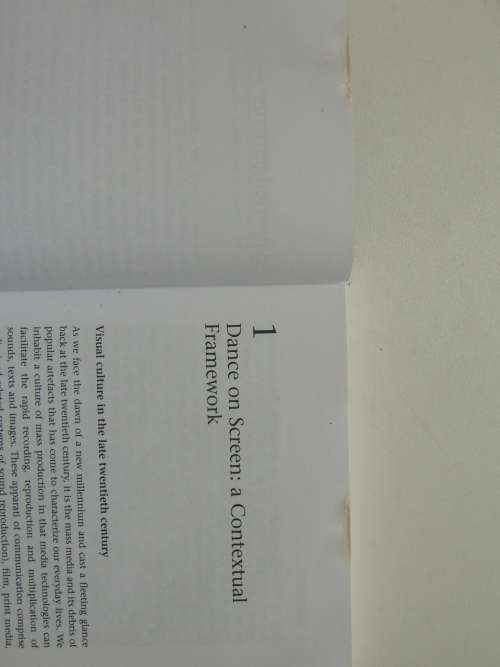 1
Dance on Screen: a Contextual
Framework
Visual culture in the late twentieth century
As we face the dawn of a new millennium and cast a fleeting glance
back at the late twentieth century, it is the mass media and its debris of
popular artefacts that has come to characterize our everyday lives. We
inhabit a culture of mass production in that media technologies can
facilitate the rapid recording, reproduction and multiplication of
sounds, texts and images. These apparati of communication comprise
systems of sound reproduction), film, print media,